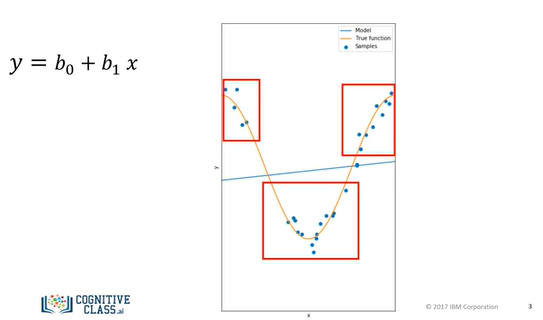 y = b₀ + b₁ x
Model
True function
Samples
y
x
COGNITIVE
CLASS.ai
© 2017 IBM Corporation
3